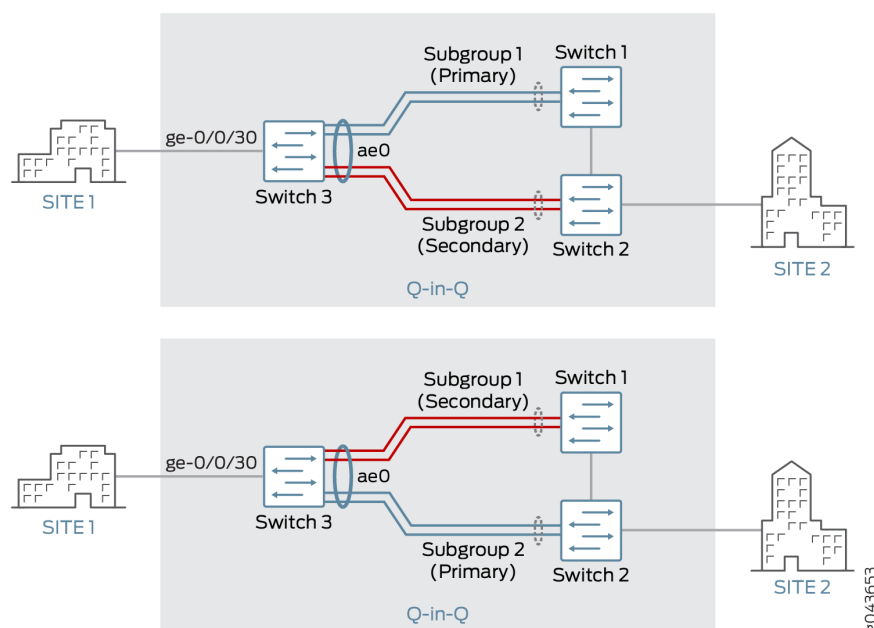 Subgroup 1
(Primary)
Switch 1
ge-0/0/30
ae0
SITE 1
Switch 3
Subgroup 2
(Secondary)
Switch 2
SITE 2
Q-in-Q
Subgroup 1
(Secondary)
Switch 1
ge-0/0/30
ae0
SITE 1
Switch 3
Subgroup 2
(Primary)
Switch 2
SITE 2
Q-in-Q
g043653